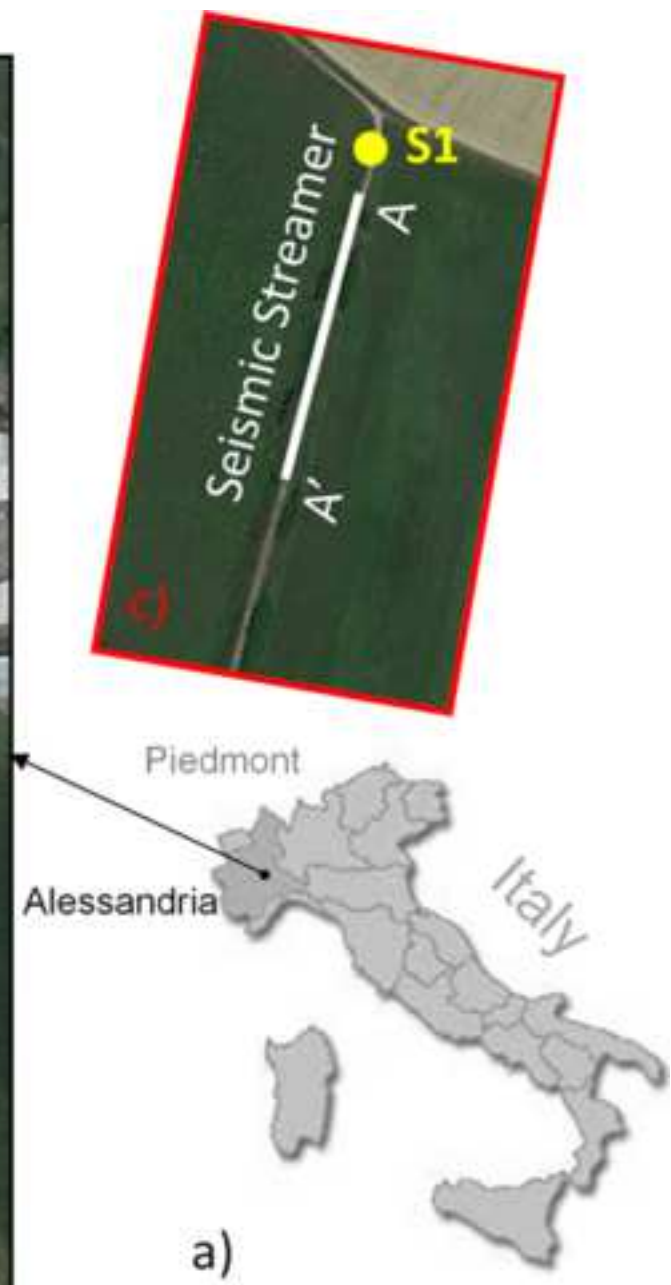 S1
Seismic Streamer
A
A'
c)
Piedmont
Alessandria
Italy
a)